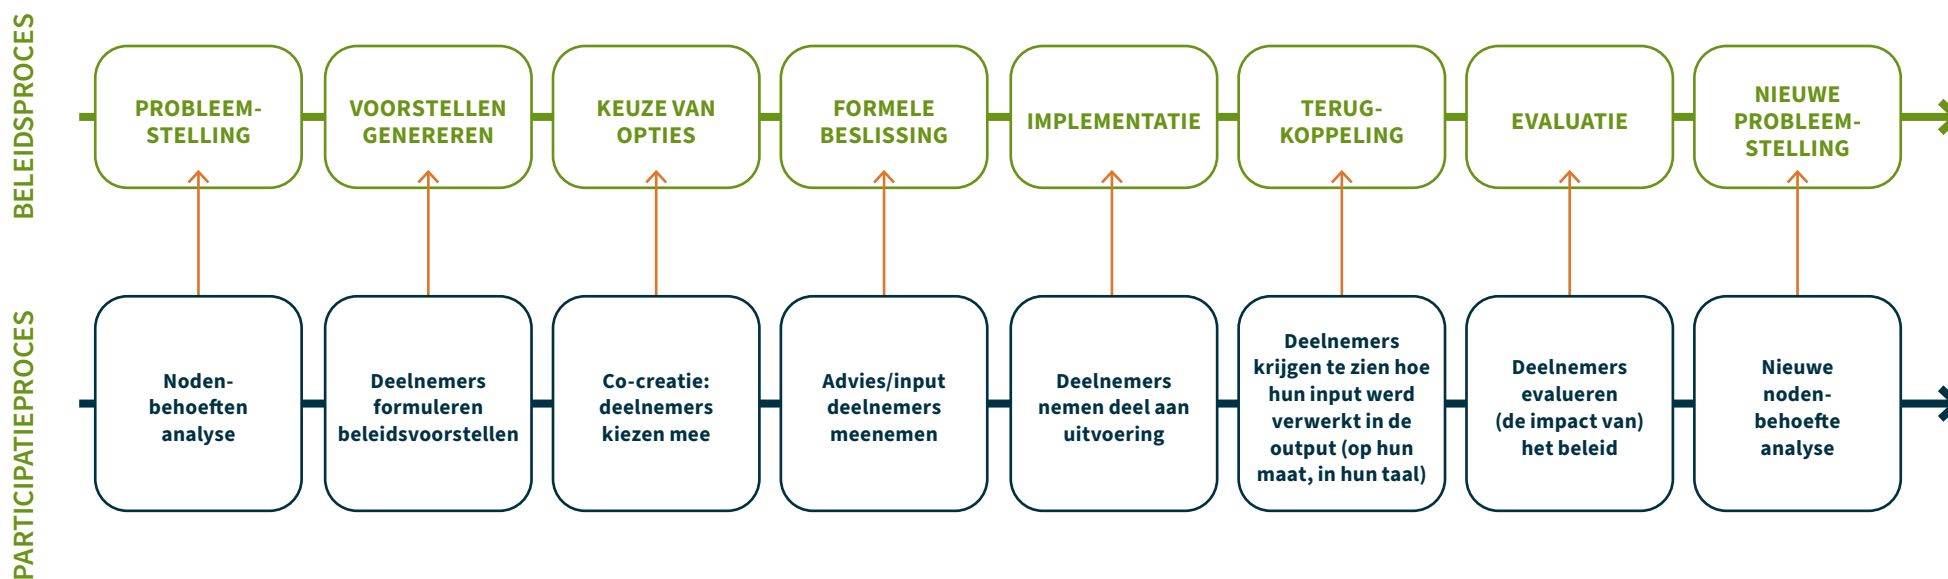 BELEIDSPROCES
PROBLEEM-
STELLING
VOORSTELLEN
GENEREREN
KEUZE VAN
OPTIES
FORMELE
BESLISSING
IMPLEMENTATIE
TERUG-
KOPPELING
EVALUATIE
NIEUWE
PROBLEEM-
STELLING
PARTICIPATIEPROCES
Noden-
behoeften
analyse
Deelnemers
formuleren
beleidsvoorstellen
Co-creatie:
deelnemers
kiezen mee
Advies/input
deelnemers
meenemen
Deelnemers
nemen deel aan
uitvoering
Deelnemers
krijgen te zien hoe
hun input werd
verwerkt in de
output (op hun
maat, in hun taal)
Deelnemers
evalueren
(de impact van)
het beleid
Nieuwe
noden-
behoefte
analyse